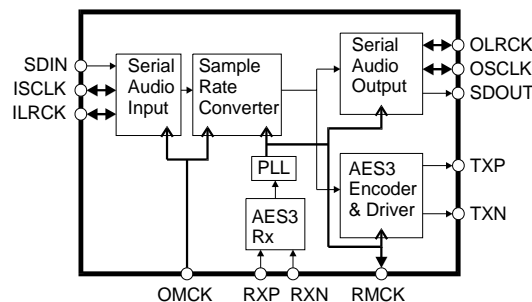 SDIN
ISCLK
ILRCK
Serial
Audio
Input
Sample
Rate
Converter
Serial
Audio
Output
OLRCK
OSCLK
SDOUT
PLL
AES3
Rx
AES3
Encoder
& Driver
TXP
TXN
OMCK
RXP
RXN
RMCK